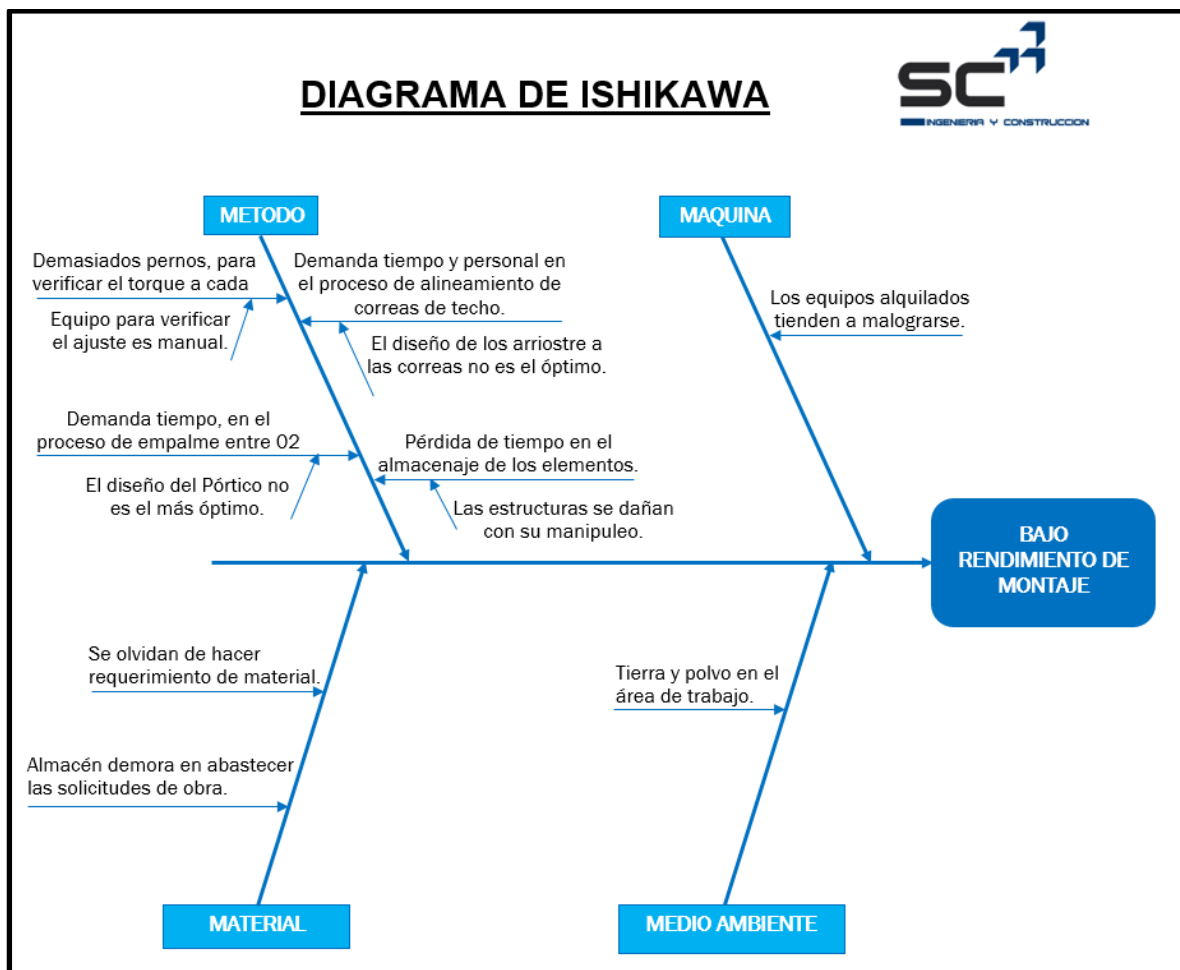 DIAGRAMA DE ISHIKAWA
SC
INGENIERIA Y CONSTRUCCION
METODO
MAQUINA
Demasiados pernos, para
verificar el torque a cada
Equipo para verificar
el ajuste es manual.
Demanda tiempo y personal en
el proceso de alineamiento de
correas de techo.
El diseño de los arriostre a
las correas no es el óptimo.
Los equipos alquilados
tienden a malograrse.
Demanda tiempo, en el
proceso de empalme entre 02
El diseño del Pórtico no
es el más óptimo.
Pérdida de tiempo en el
almacenaje de los elementos.
Las estructuras se dañan
con su manipuleo.
BAJO
RENDIMIENTO DE
MONTAJE
Se olvidan de hacer
requerimiento de material.
Almacén demora en abastecer
las solicitudes de obra.
Tierra y polvo en el
área de trabajo.
MATERIAL
MEDIO AMBIENTE